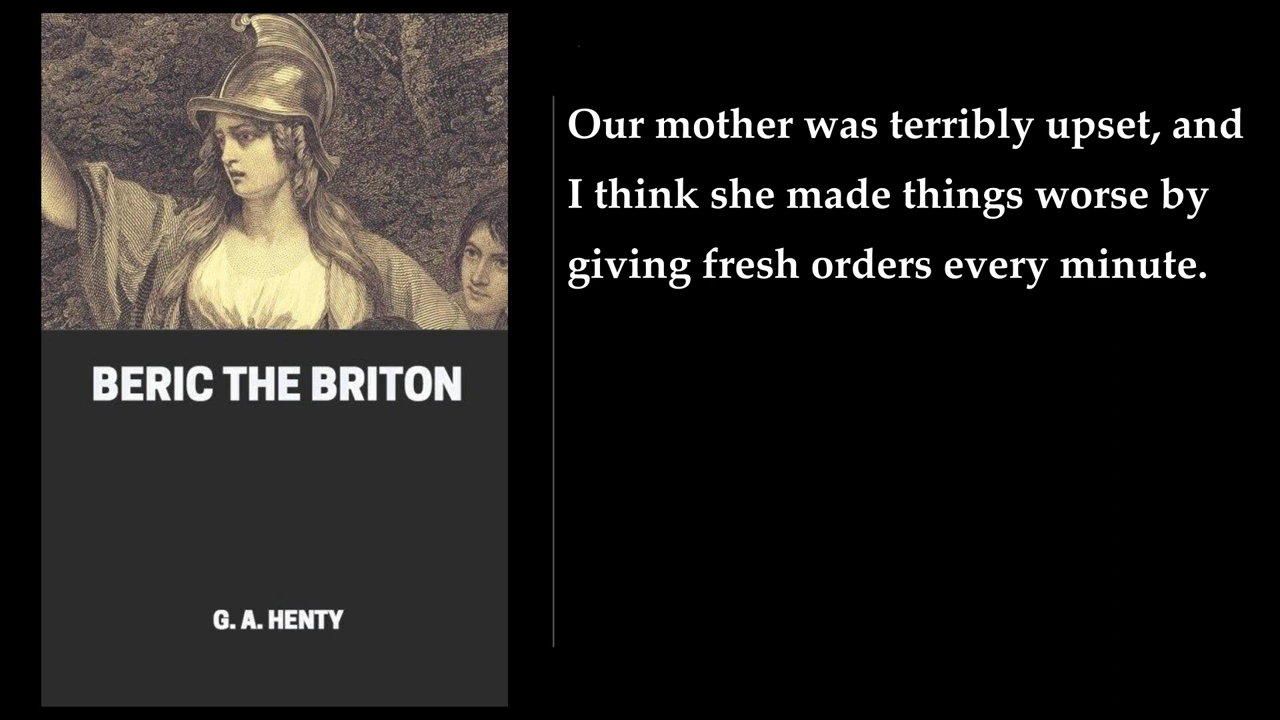 BERIC THE BRITON
G. A. HENTY
Our mother was terribly upset, and
I think she made things worse by
giving fresh orders every minute.